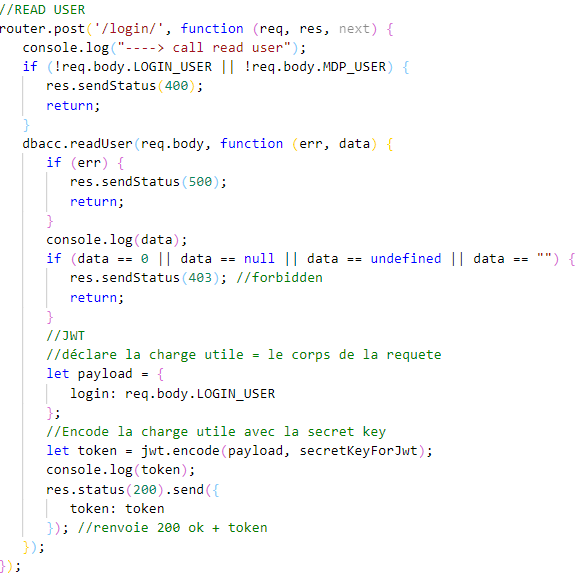 //READ USER
router.post('/login/', function (req, res, next) {
console.log("----> call read user");
if (!req.body.LOGIN_USER || !req.body.MDP_USER) {
res.sendStatus(400);
return;
}
dbacc.readUser(req.body, function (err, data) {
if (err) {
res.sendStatus(500);
return;
}
console.log(data);
if (data == 0 || data == null || data == undefined || data == "") {
res.sendStatus(403); //forbidden
return;
}
//JWT
//déclare la charge utile = le corps de la requete
let payload = {
login: req.body.LOGIN_USER
};
//Encode la charge utile avec la secret key
let token = jwt.encode(payload, secretKeyForJwt);
console.log(token);
res.status(200).send({
token: token
}); //renvoie 200 ok + token
});
});